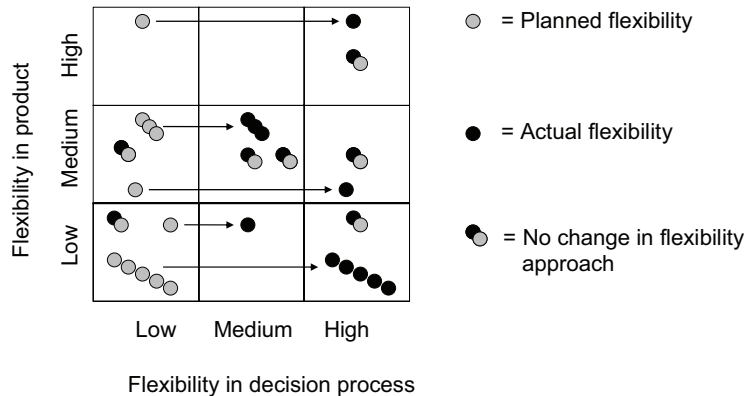 = Planned flexibility
= Actual flexibility
= No change in flexibility
approach
Flexibility in product
High
Medium
Low
Low
Medium
High
Flexibility in decision process